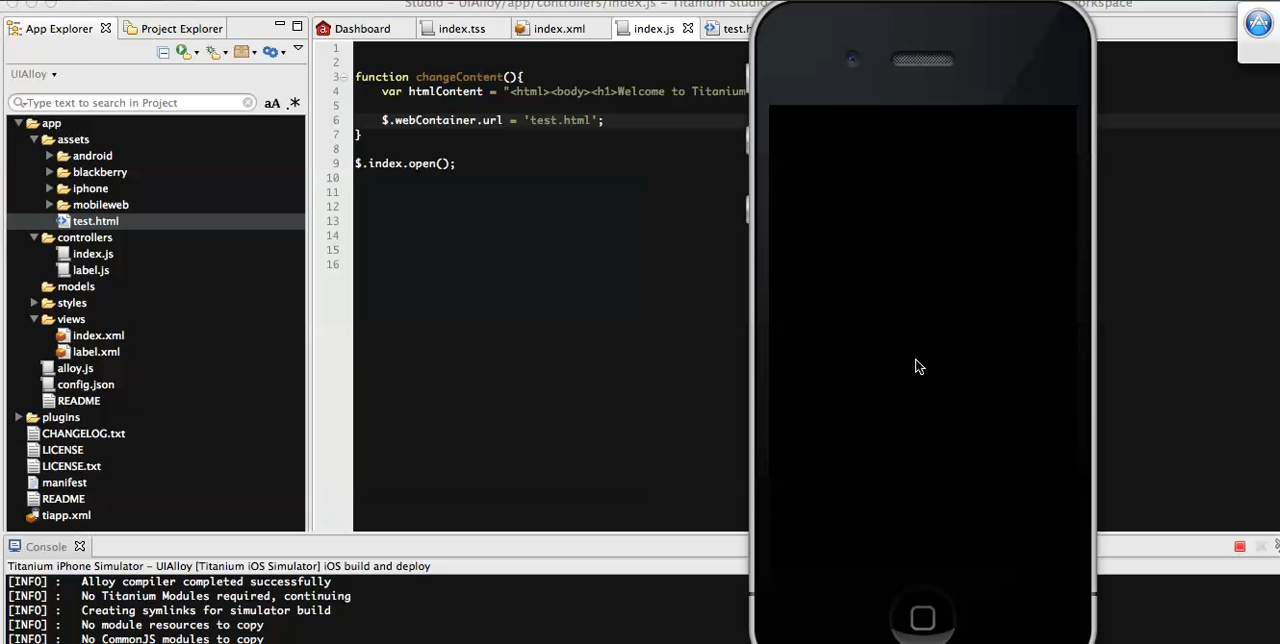 Studio - UIAlloy/app/controllers/index.js - Titanium Studio
App Explorer
Project Explorer
Dashboard
index.tss
index.xml
index.js
test.h
UIAlloy
Type text to search in Project
aA
app
assets
android
blackberry
iphone
mobileweb
test.html
controllers
index.js
label.js
models
styles
views
index.xml
label.xml
alloy.js
config.json
README
plugins
CHANGELOG.txt
LICENSE
LICENSE.txt
manifest
README
tiapp.xml
1
2
3 function changeContent(){
4 var htmlContent = "<html><body><h1>Welcome to Titanium
5
6 $.webContainer.url = 'test.html';
7 }
8
9 $.index.open();
10
11
12
13
14
15
16
Console
Titanium iPhone Simulator - UIAlloy [Titanium iOS Simulator] iOS build and deploy
[INFO] : Alloy compiler completed successfully
[INFO] : No Titanium Modules required, continuing
[INFO] : Creating symlinks for simulator build
[INFO] : No module resources to copy
[INFO] : No CommonJS modules to copy